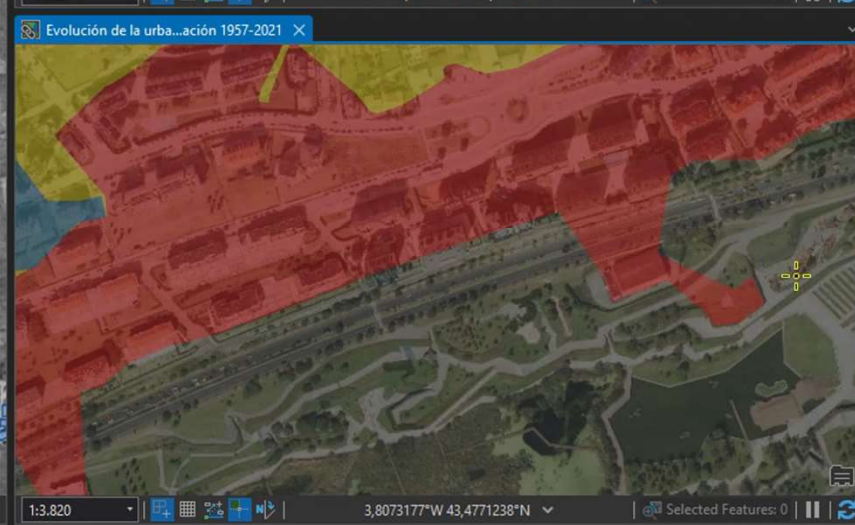 Evolución de la urba...ación 1957-2021
1:3.820
3,8073177°W 43,4771238°N
Selected Features: 0